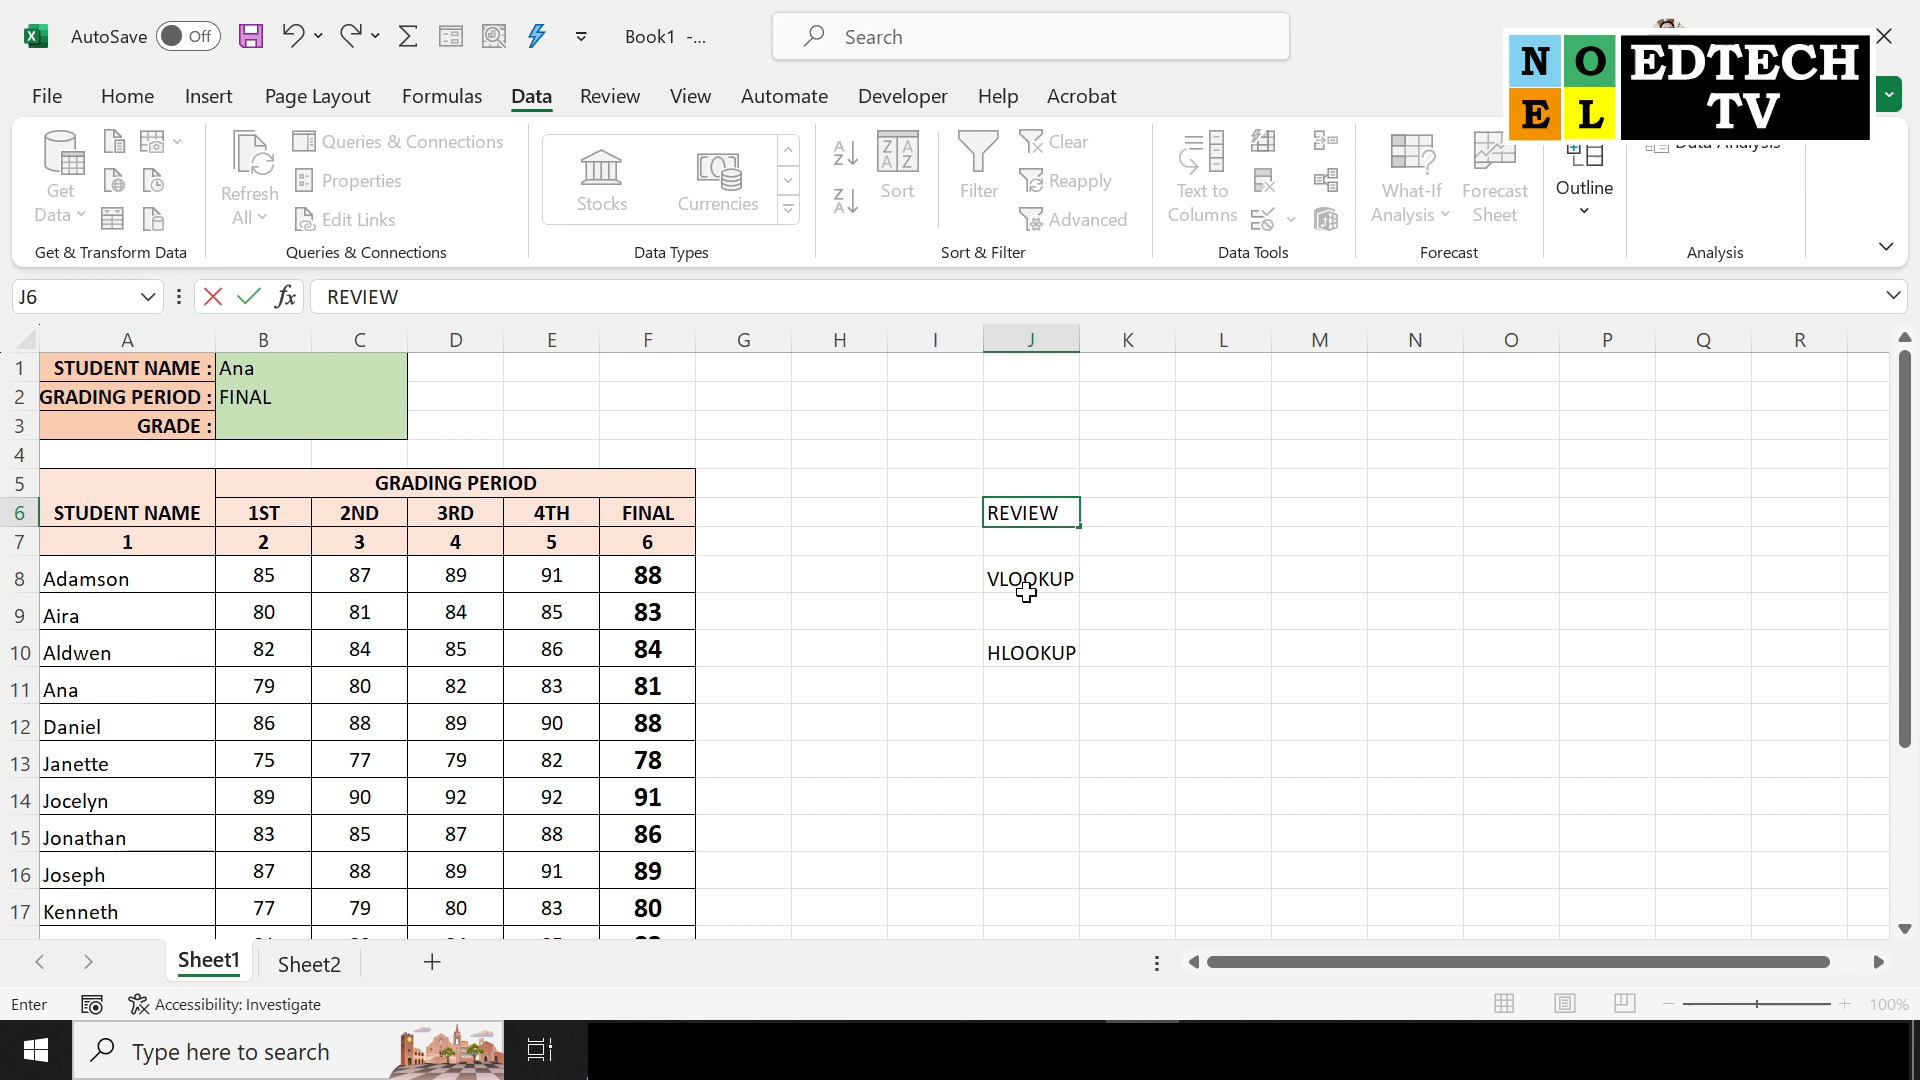 AutoSave Off Book1 -... Search
N O E L EDTECH TV
File Home Insert Page Layout Formulas Data Review View Automate Developer Help Acrobat
Get Data
Refresh All
Queries & Connections
Properties
Edit Links
Stocks
Currencies
Sort
Filter
Clear
Reapply
Advanced
Text to Columns
What-If Analysis
Forecast Sheet
Outline
Data Analysis
Get & Transform Data Queries & Connections Data Types Sort & Filter Data Tools Forecast Analysis
J6 fx REVIEW
A B C D E F G H I J K L M N O P Q R
1 STUDENT NAME : Ana
2 GRADING PERIOD : FINAL
3 GRADE :
4
5 GRADING PERIOD
6 STUDENT NAME 1ST 2ND 3RD 4TH FINAL REVIEW
7 1 2 3 4 5 6
8 Adamson 85 87 89 91 88 VLOOKUP
9 Aira 80 81 84 85 83
10 Aldwen 82 84 85 86 84 HLOOKUP
11 Ana 79 80 82 83 81
12 Daniel 86 88 89 90 88
13 Janette 75 77 79 82 78
14 Jocelyn 89 90 92 92 91
15 Jonathan 83 85 87 88 86
16 Joseph 87 88 89 91 89
17 Kenneth 77 79 80 83 80
Sheet1 Sheet2
Enter Accessibility: Investigate 100%
Type here to search